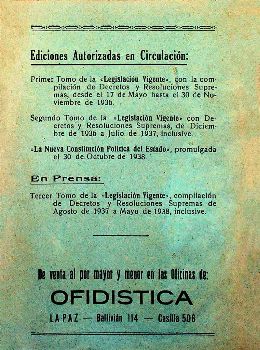 Ediciones Autorizadas en Circulación:
Primer Tomo de la «Legislación Vigente», con la com-
pilación de Decretos y Resoluciones Supre-
mas, desde el 17 de Mayo hasta el 30 de No-
viembre de 1936.
Segundo Tomo de la «Legislación Vigente» con De-
cretos y Resoluciones Supremas, de Diciem-
bre de 1936 a Julio de 1937, inclusive.
«La Nueva Constitución Política del Estado», promulgada
el 30 de Octubre de 1938.
En Prensa:
Tercer Tomo de la «Legislación Vigente», compilación
de Decretos y Resoluciones Supremas de
Agosto de 1937 a Mayo de 1938, inclusive.
De venta al por mayor y menor en las Oficinas de:
OFIDISTICA
LA PAZ — Ballivián 114 — Casilla 506